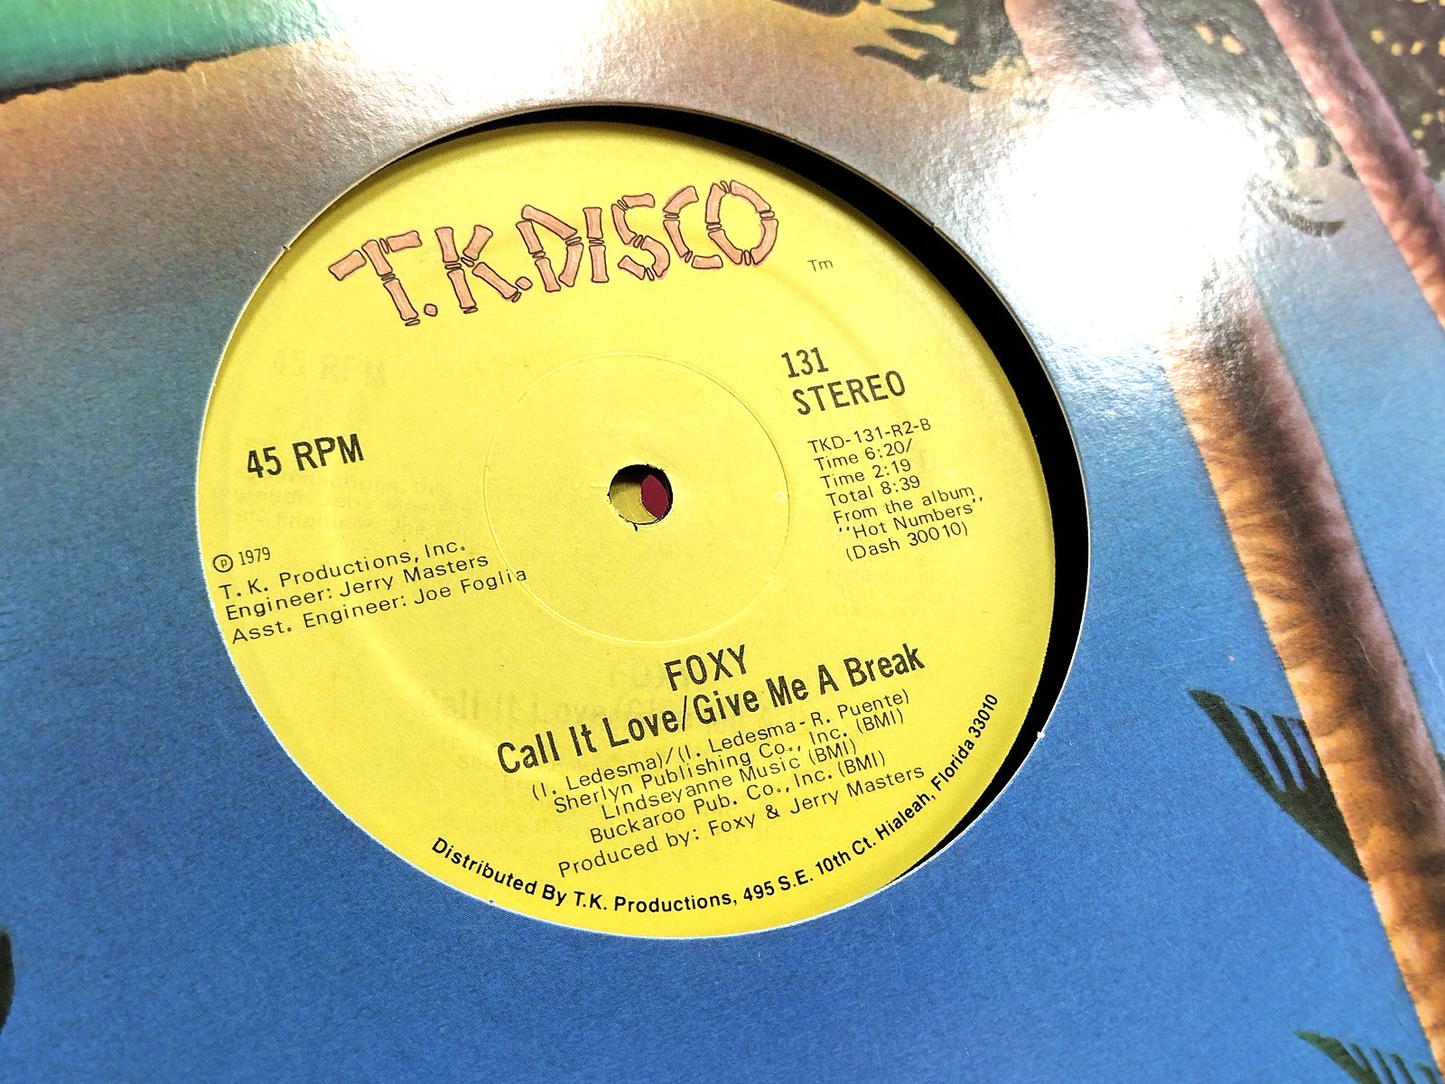 T.K.DISCO
Tm
131
STEREO
45 RPM
TKD-131-R2-B
Time 6:20/
Time 2:19
Total 8:39
From the album
"Hot Numbers"
(Dash 30010)
℗ 1979
T. K. Productions, Inc.
Engineer: Jerry Masters
Asst. Engineer: Joe Foglia
FOXY
Call It Love/Give Me A Break
(I. Ledesma)/(I. Ledesma-R. Puente)
Sherlyn Publishing Co., Inc. (BMI)
Lindseyanne Music (BMI)
Buckaroo Pub. Co., Inc. (BMI)
Produced by: Foxy & Jerry Masters
Distributed By T.K. Productions, 495 S.E. 10th Ct. Hialeah, Florida 33010